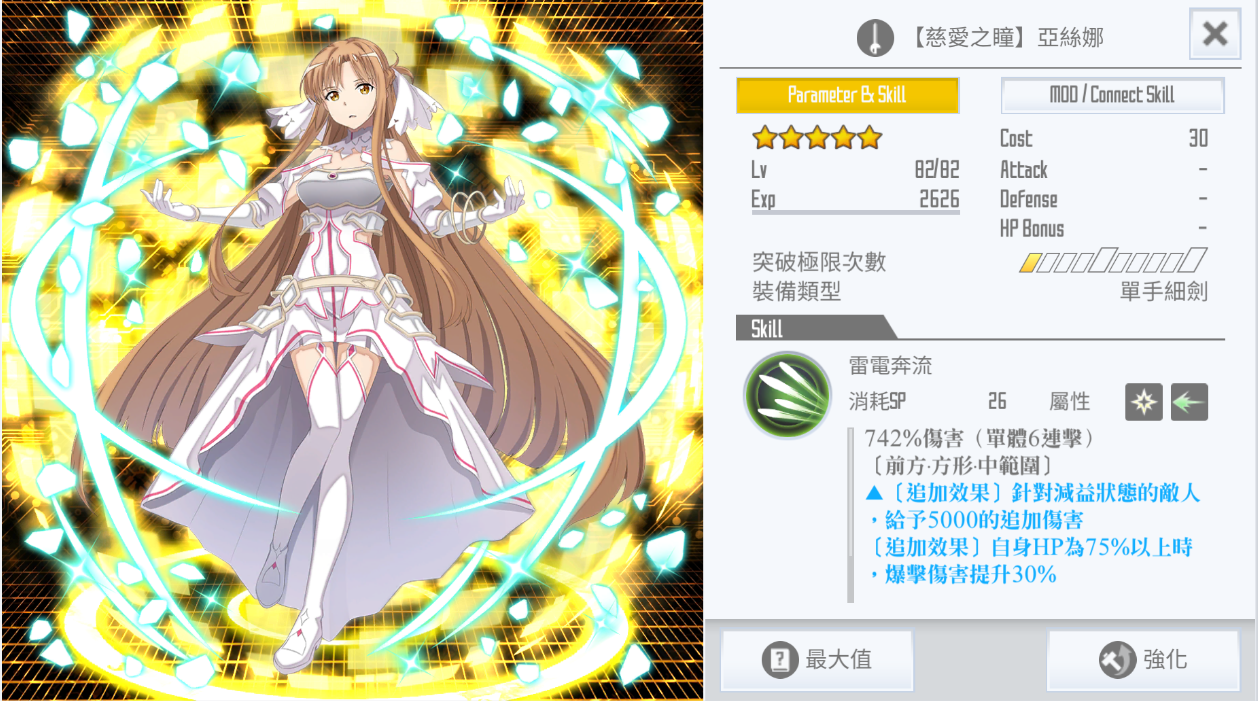 【慈愛之瞳】亞絲娜
Parameter & Skill
MOD / Connect Skill
Lv 82/82
Exp 2626
Cost 30
Attack -
Defense -
HP Bonus -
突破極限次數
裝備類型 單手細劍
Skill
雷電奔流
消耗SP 26 屬性
742%傷害（單體6連擊）
〔前方·方形·中範圍〕
▲〔追加效果〕針對減益狀態的敵人
，給予5000的追加傷害
〔追加效果〕自身HP為75%以上時
，爆擊傷害提升30%
? 最大值
強化